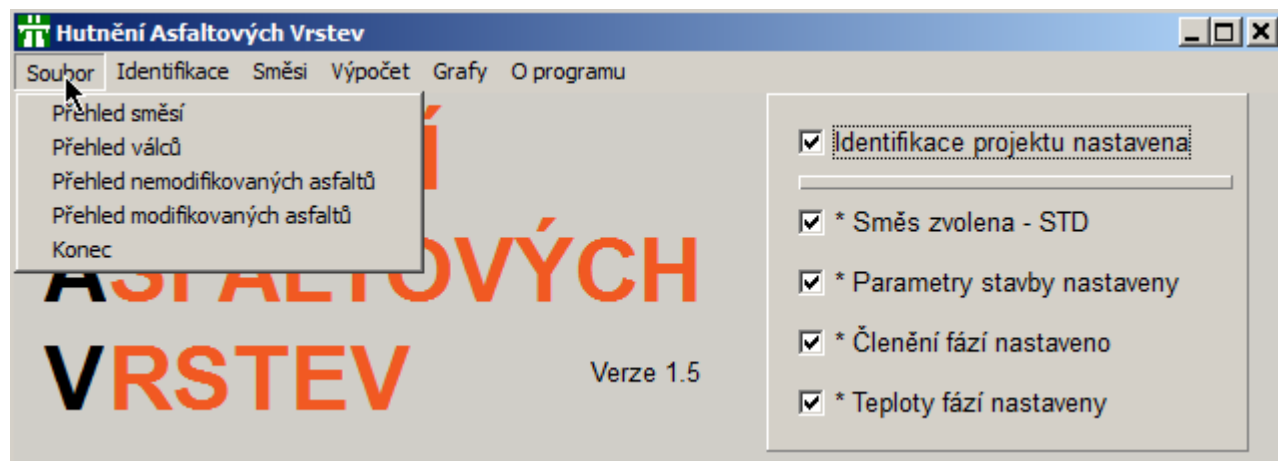 Hutnění Asfaltových Vrstev
Soubor Identifikace Směsi Výpočet Grafy O programu
Přehled směsí
Přehled válců
Přehled nemodifikovaných asfaltů
Přehled modifikovaných asfaltů
Konec
ASFALTOVÝCH
VRSTEV
Verze 1.5
Identifikace projektu nastavena
* Směs zvolena - STD
* Parametry stavby nastaveny
* Členění fází nastaveno
* Teploty fází nastaveny